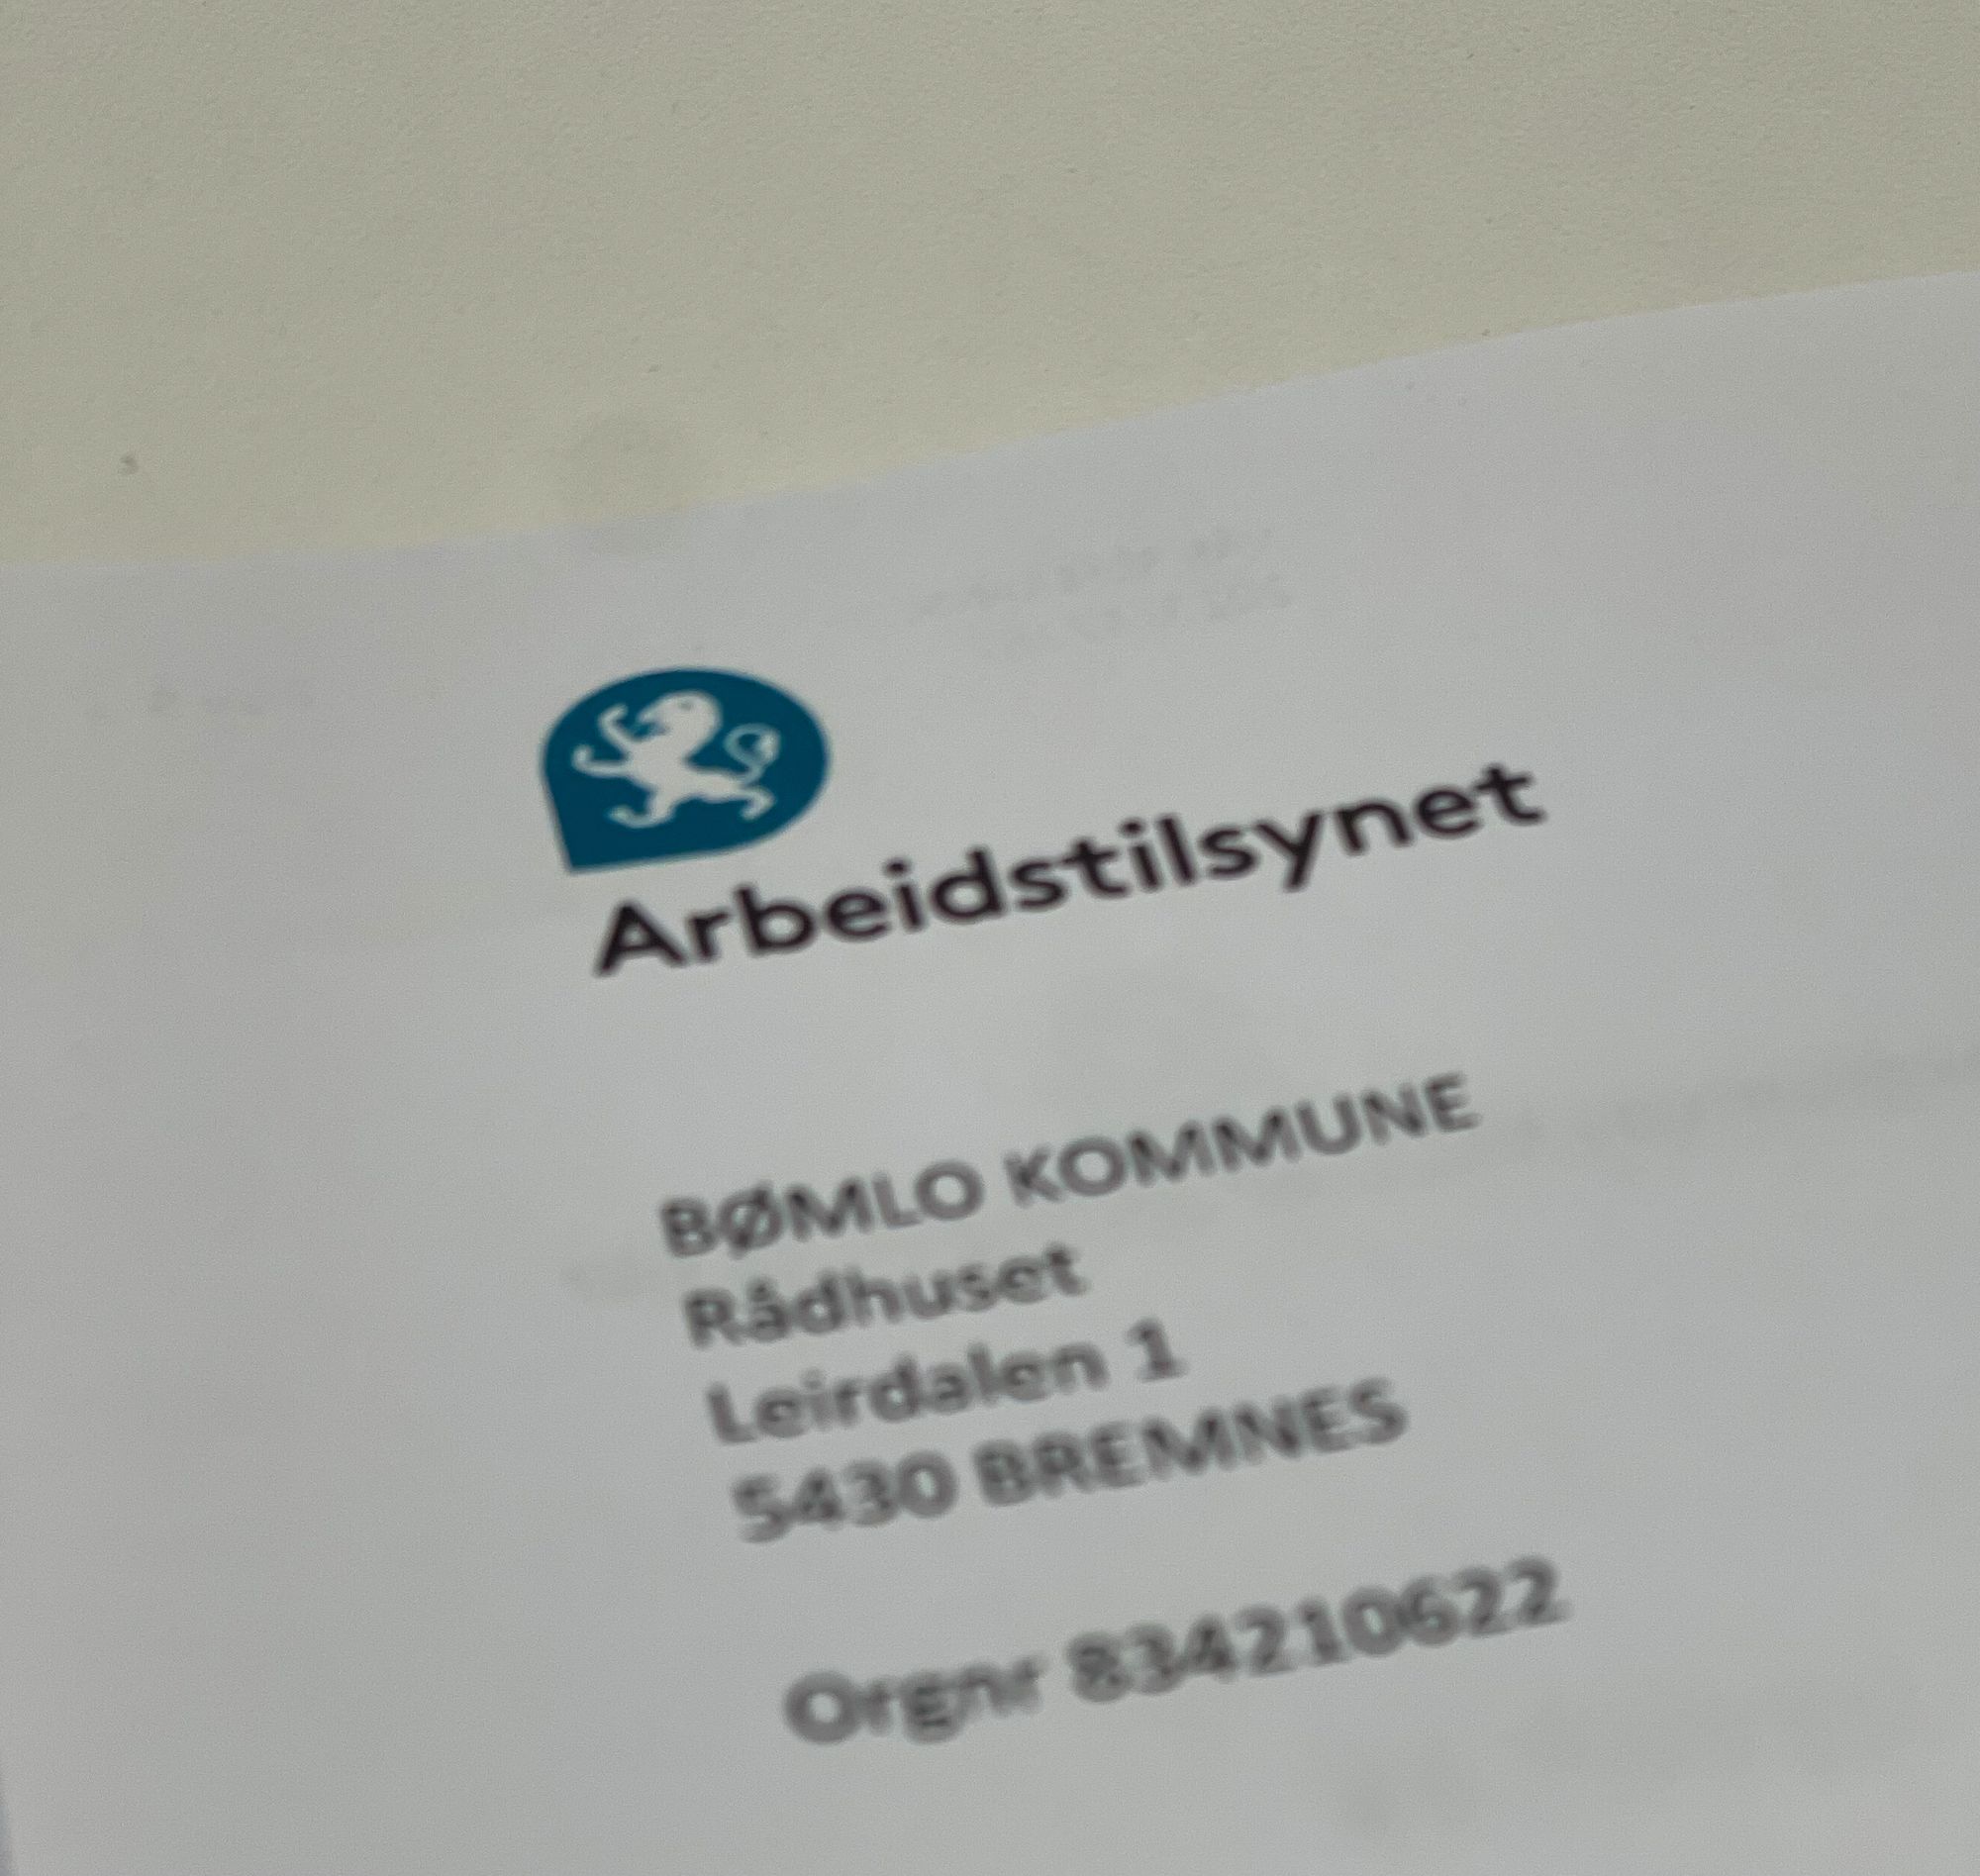 Arbeidstilsynet
BØMLO KOMMUNE
Rådhuset
Leirdalen 1
5430 BREMNES
Orgnr 834210622